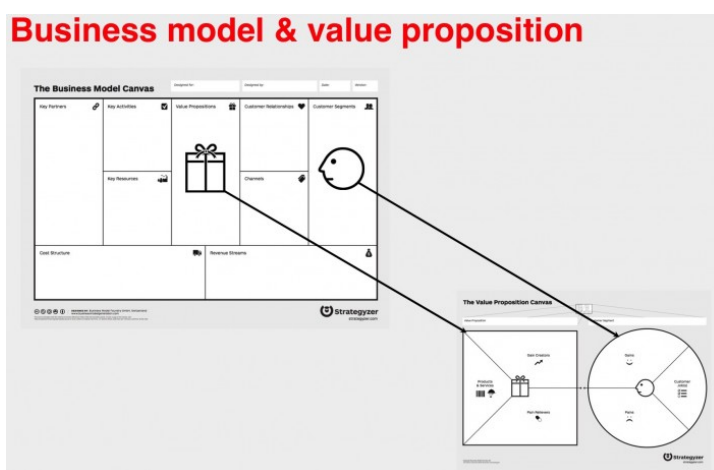 Business model & value proposition
The Business Model Canvas
Designed for:
Designed by:
Date:
Version:
Key Partners
Key Activities
Value Propositions
Customer Relationships
Customer Segments
Key Resources
Channels
Cost Structure
Revenue Streams
Strategyzer
strategyzer.com
The Value Proposition Canvas
Value Proposition
Customer Segment
Gain Creators
Gains
Products
& Services
Customer
Job(s)
Pain Relievers
Pains
Strategyzer
strategyzer.com